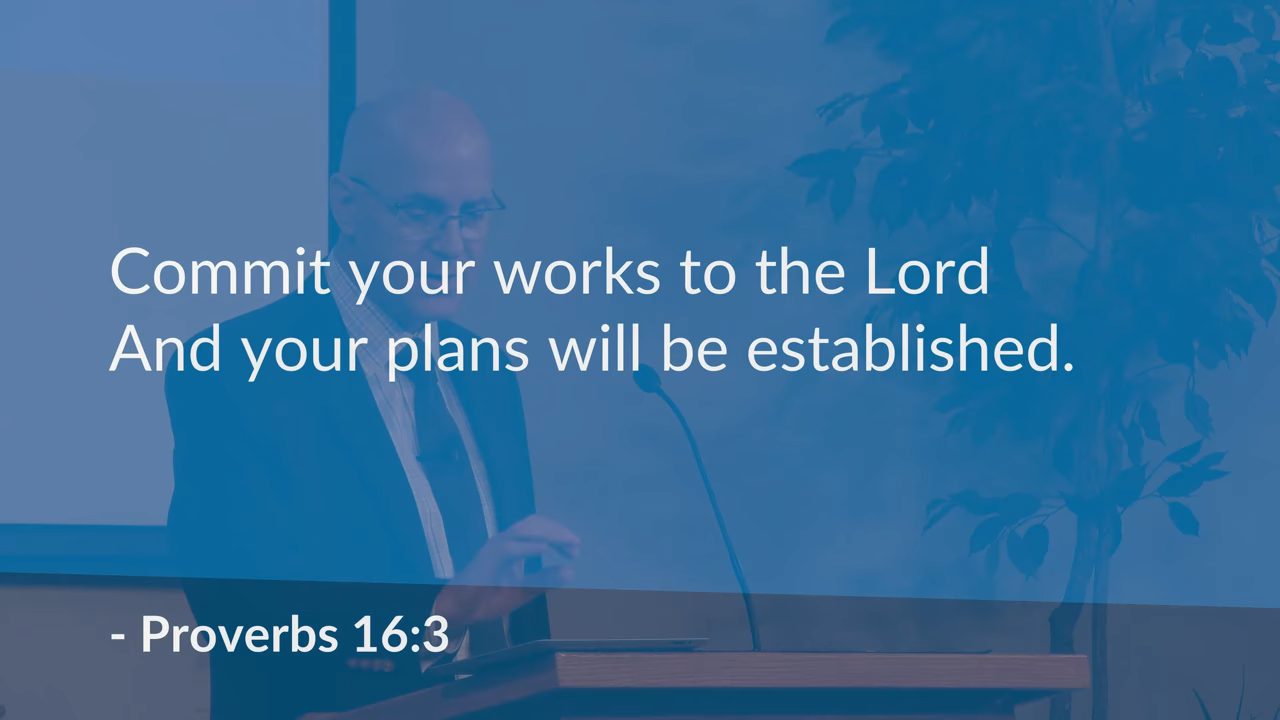 Commit your works to the Lord
And your plans will be established.
- Proverbs 16:3